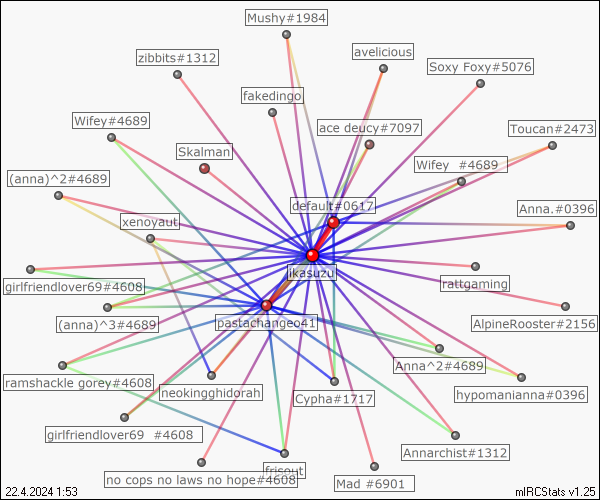 Mushy#1984
avelicious
zibbits#1312
Soxy Foxy#5076
fakedingo
Wifey#4689
ace deucy#7097
Toucan#2473
Skalman
Wifey #4689
(anna)^2#4689
default#0617
Anna.#0396
xenoyaut
ikasuzu
girlfriendlover69#4608
rattgaming
(anna)^3#4689
pastachangeo41
AlpineRooster#2156
Anna^2#4689
ramshackle gorey#4608
neokingghidorah
Cypha#1717
hypomanianna#0396
girlfriendlover69 #4608
Annarchist#1312
frisout
no cops no laws no hope#4608
Mad #6901
22.4.2024 1:53
mIRCStats v1.25